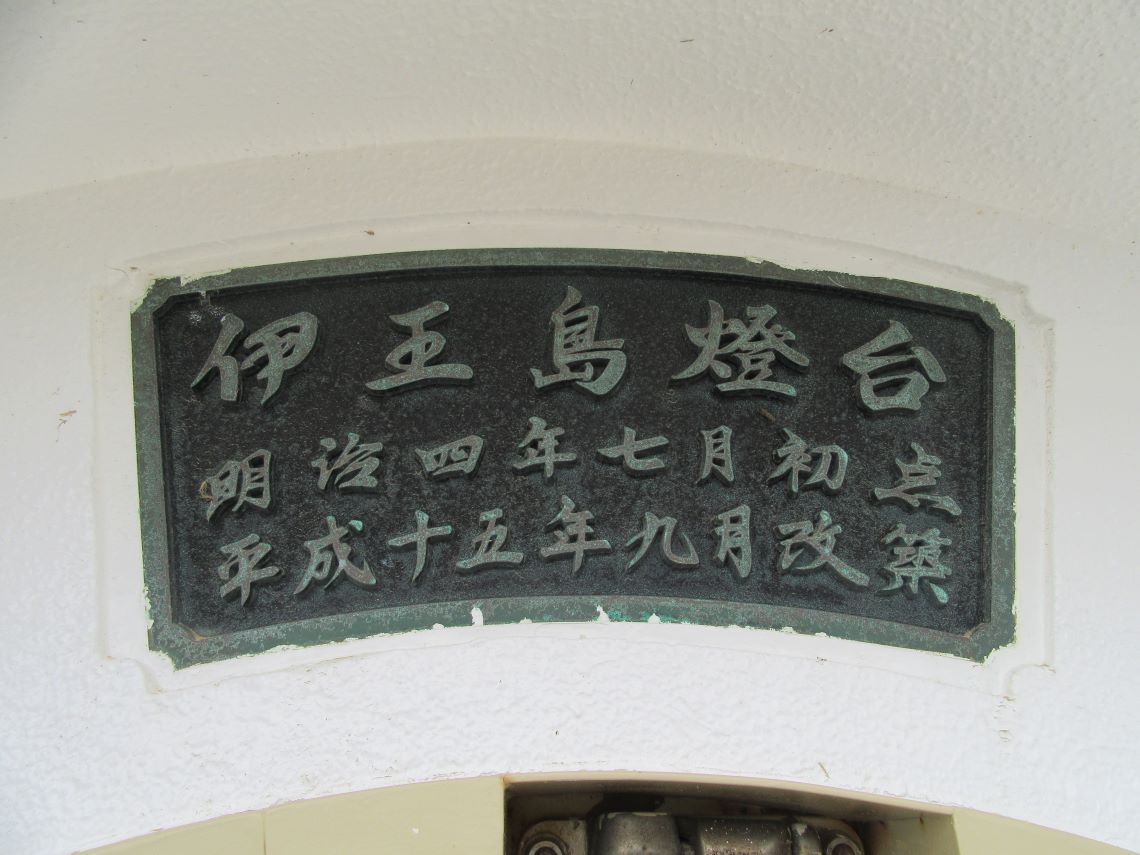 伊王島燈台
明治四年七月初点
平成十五年九月改築